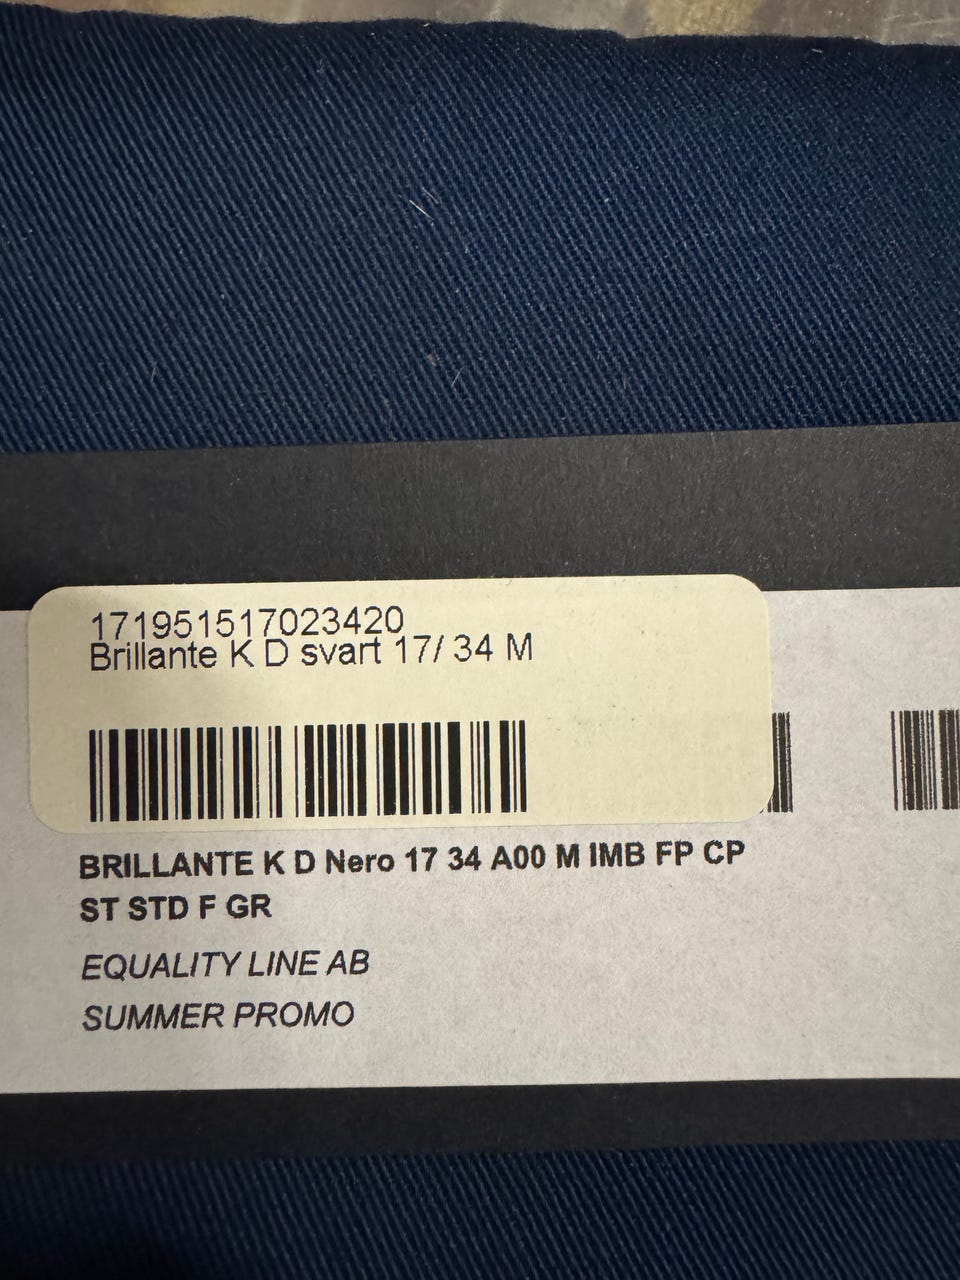 171951517023420
Brillante K D svart 17/ 34 M
BRILLANTE K D Nero 17 34 A00 M IMB FP CP
ST STD F GR
EQUALITY LINE AB
SUMMER PROMO